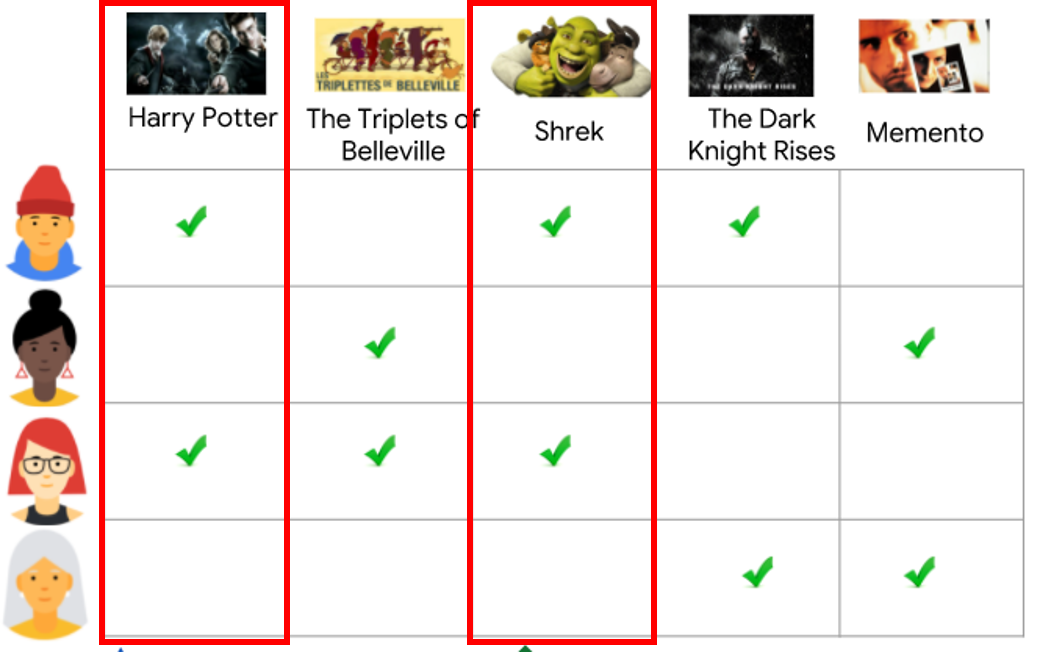 LES
TRIPLETTES DE BELLEVILLE
THE DARK KNIGHT RISES
Harry Potter
The Triplets of
Belleville
Shrek
The Dark
Knight Rises
Memento